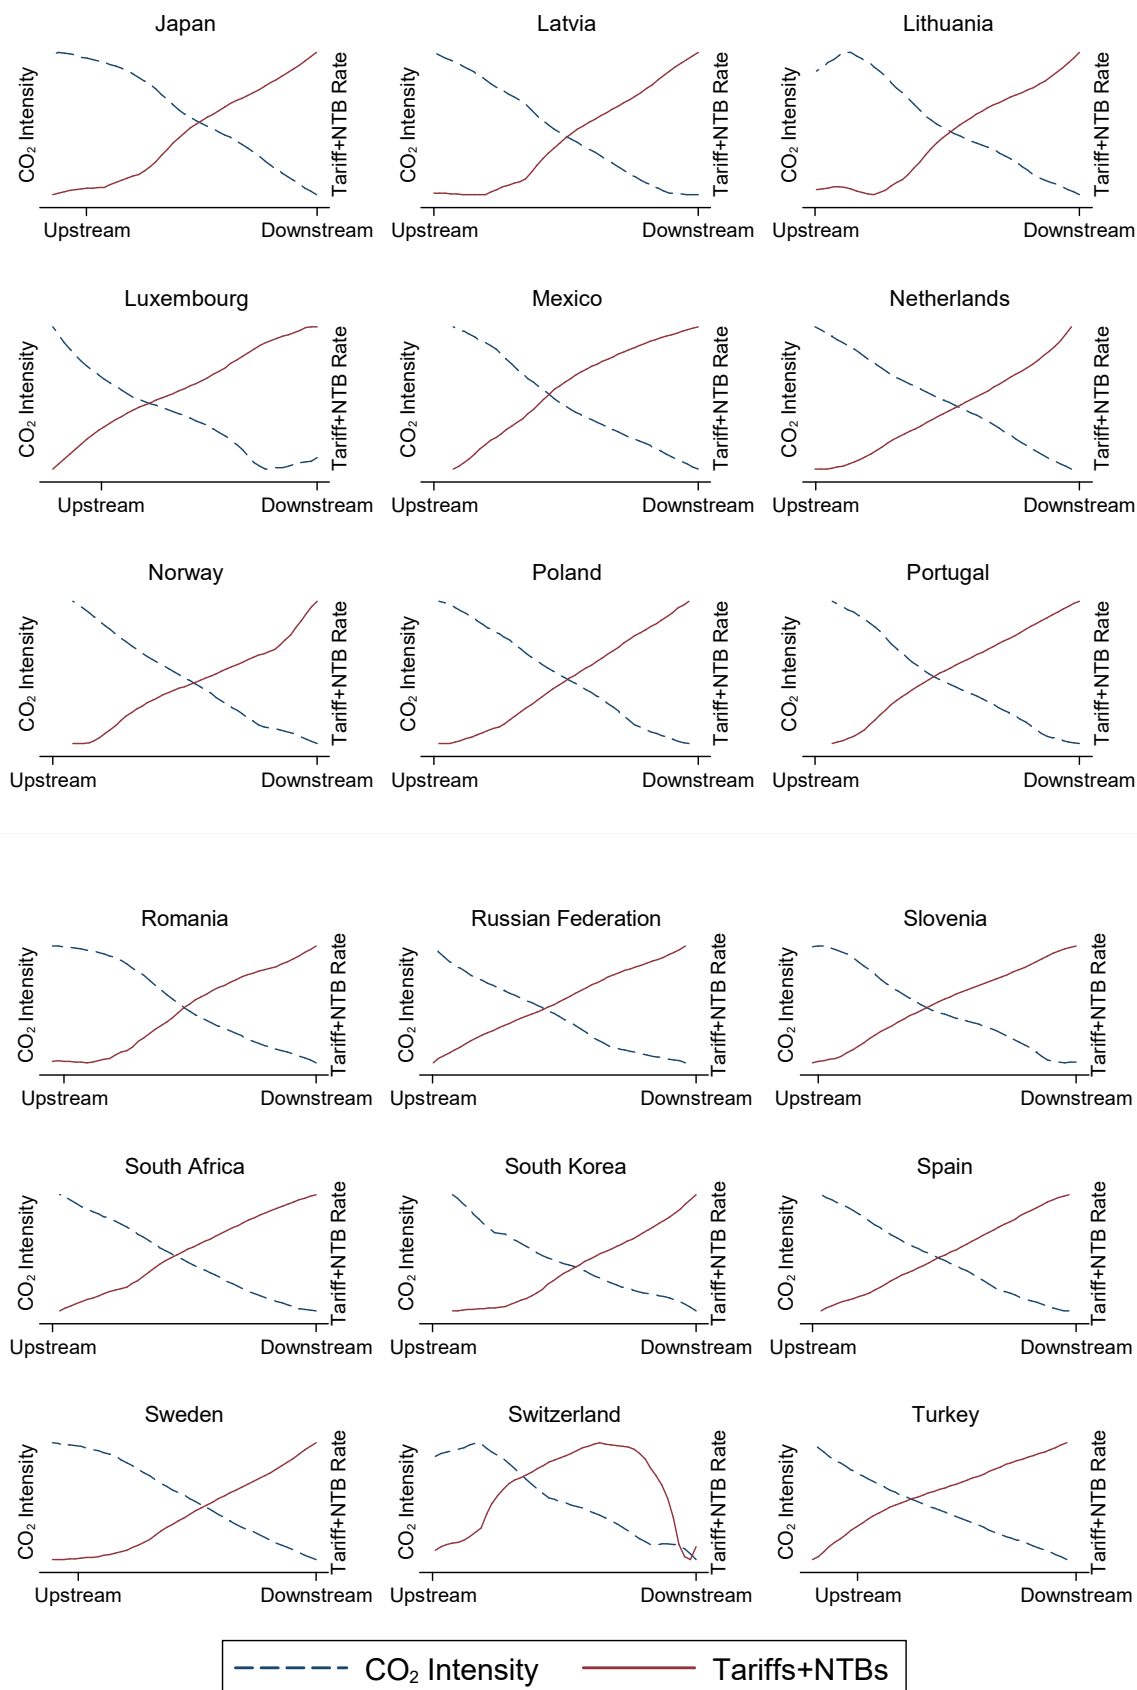 Japan
CO₂ Intensity
Tariff+NTB Rate
Upstream
Downstream
Latvia
CO₂ Intensity
Tariff+NTB Rate
Upstream
Downstream
Lithuania
CO₂ Intensity
Tariff+NTB Rate
Upstream
Downstream
Luxembourg
CO₂ Intensity
Tariff+NTB Rate
Upstream
Downstream
Mexico
CO₂ Intensity
Tariff+NTB Rate
Upstream
Downstream
Netherlands
CO₂ Intensity
Tariff+NTB Rate
Upstream
Downstream
Norway
CO₂ Intensity
Tariff+NTB Rate
Upstream
Downstream
Poland
CO₂ Intensity
Tariff+NTB Rate
Upstream
Downstream
Portugal
CO₂ Intensity
Tariff+NTB Rate
Upstream
Downstream
Romania
CO₂ Intensity
Tariff+NTB Rate
Upstream
Downstream
Russian Federation
CO₂ Intensity
Tariff+NTB Rate
Upstream
Downstream
Slovenia
CO₂ Intensity
Tariff+NTB Rate
Upstream
Downstream
South Africa
CO₂ Intensity
Tariff+NTB Rate
Upstream
Downstream
South Korea
CO₂ Intensity
Tariff+NTB Rate
Upstream
Downstream
Spain
CO₂ Intensity
Tariff+NTB Rate
Upstream
Downstream
Sweden
CO₂ Intensity
Tariff+NTB Rate
Upstream
Downstream
Switzerland
CO₂ Intensity
Tariff+NTB Rate
Upstream
Downstream
Turkey
CO₂ Intensity
Tariff+NTB Rate
Upstream
Downstream
CO₂ Intensity
Tariffs+NTBs